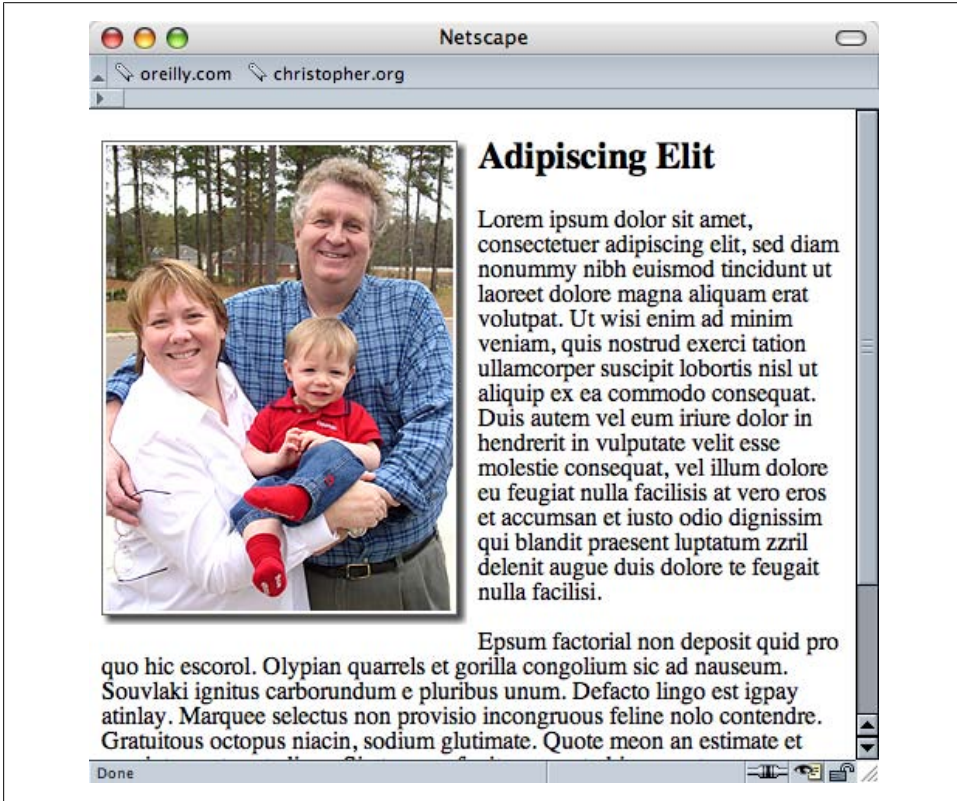 Netscape
oreilly.com christopher.org
Adipiscing Elit
Lorem ipsum dolor sit amet,
consectetuer adipiscing elit, sed diam
nonummy nibh euismod tincidunt ut
laoreet dolore magna aliquam erat
volutpat. Ut wisi enim ad minim
veniam, quis nostrud exerci tation
ullamcorper suscipit lobortis nisl ut
aliquip ex ea commodo consequat.
Duis autem vel eum iriure dolor in
hendrerit in vulputate velit esse
molestie consequat, vel illum dolore
eu feugiat nulla facilisis at vero eros
et accumsan et iusto odio dignissim
qui blandit praesent luptatum zzril
delenit augue duis dolore te feugait
nulla facilisi.
Epsum factorial non deposit quid pro
quo hic escorol. Olypian quarrels et gorilla congolium sic ad nauseum.
Souvlaki ignitus carborundum e pluribus unum. Defacto lingo est igpay
atinlay. Marquee selectus non provisio incongruous feline nolo contendre.
Gratuitous octopus niacin, sodium glutimate. Quote meon an estimate et
Done